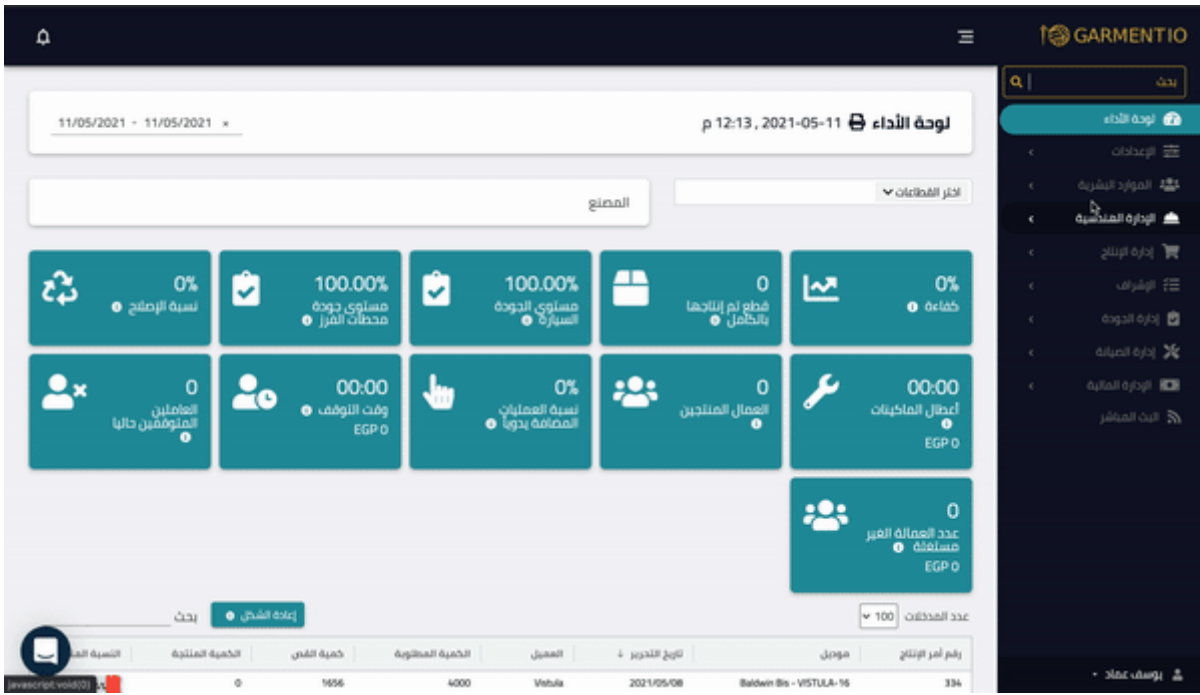 GARMENTIO
بحث
لوحة الأداء
الإعدادات
الموارد البشرية
الإدارة الهندسية
إدارة الإنتاج
الإشراف
إدارة الجودة
إدارة الصيانة
الإدارة المالية
البث المباشر
يوسف عماد
لوحة الأداء 2021-05-11 , 12:13 م
11/05/2021 - 11/05/2021 ×
اختر القطاعات
المصنع
0%
كفاءة
0
قطع تم إنتاجها
بالكامل
100.00%
مستوى الجودة
السيارة
100.00%
مستوى جودة
محطات الفرز
0%
نسبة الإصلاح
00:00
أعطال الماكينات
EGP 0
0
العمال المنتجين
0%
نسبة العمليات
المضافة يدوياً
00:00
وقت التوقف
EGP 0
0
العاملين
المتوقفين حاليا
0
عدد العمالة الغير
مستغلة
EGP 0
عدد المدخلات 100
إعادة الشكل
بحث
رقم أمر الإنتاج موديل تاريخ التحرير ↓ العميل الكمية المطلوبة كمية القص الكمية المنتجة النسبة
334 Baldwin Bis - VISTULA-16 2021/05/08 Vistula 4000 1656 0
javascript:void(0)